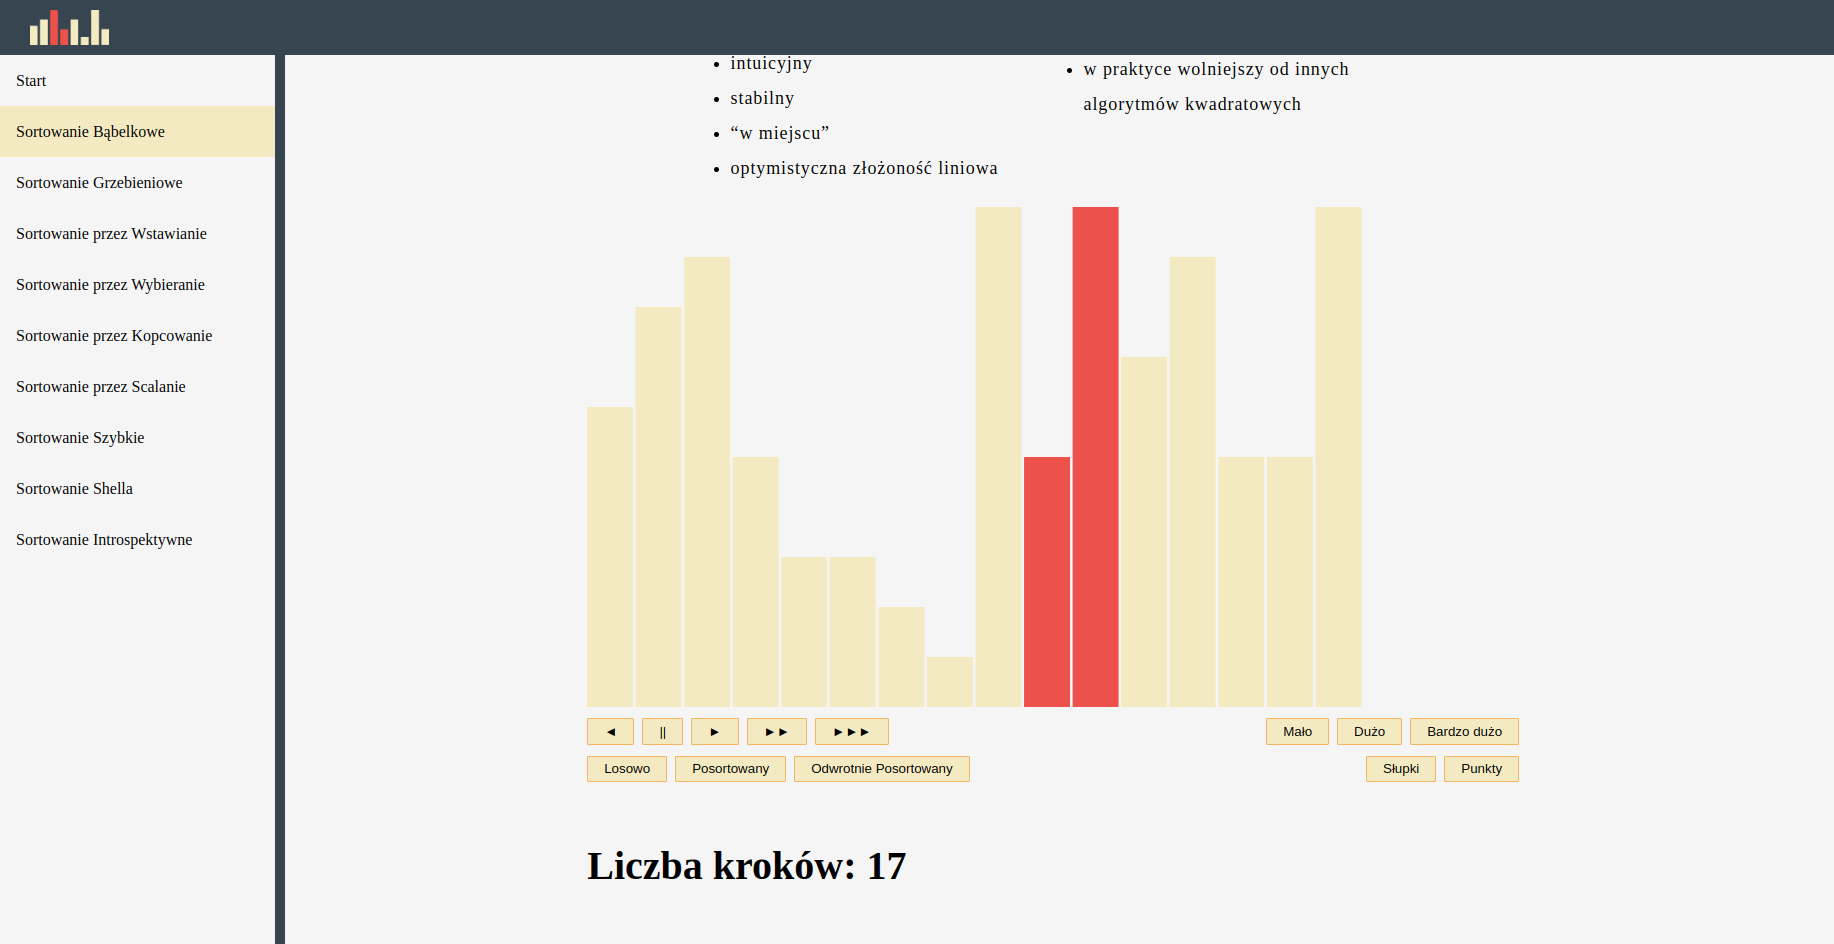 Start
Sortowanie Bąbelkowe
Sortowanie Grzebieniowe
Sortowanie przez Wstawianie
Sortowanie przez Wybieranie
Sortowanie przez Kopcowanie
Sortowanie przez Scalanie
Sortowanie Szybkie
Sortowanie Shella
Sortowanie Introspektywne
• intuicyjny
• stabilny
• “w miejscu”
• optymistyczna złożoność liniowa
• w praktyce wolniejszy od innych
algorytmów kwadratowych
◄ || ► ►► ►►►
Mało Dużo Bardzo dużo
Losowo Posortowany Odwrotnie Posortowany
Słupki Punkty
Liczba kroków: 17